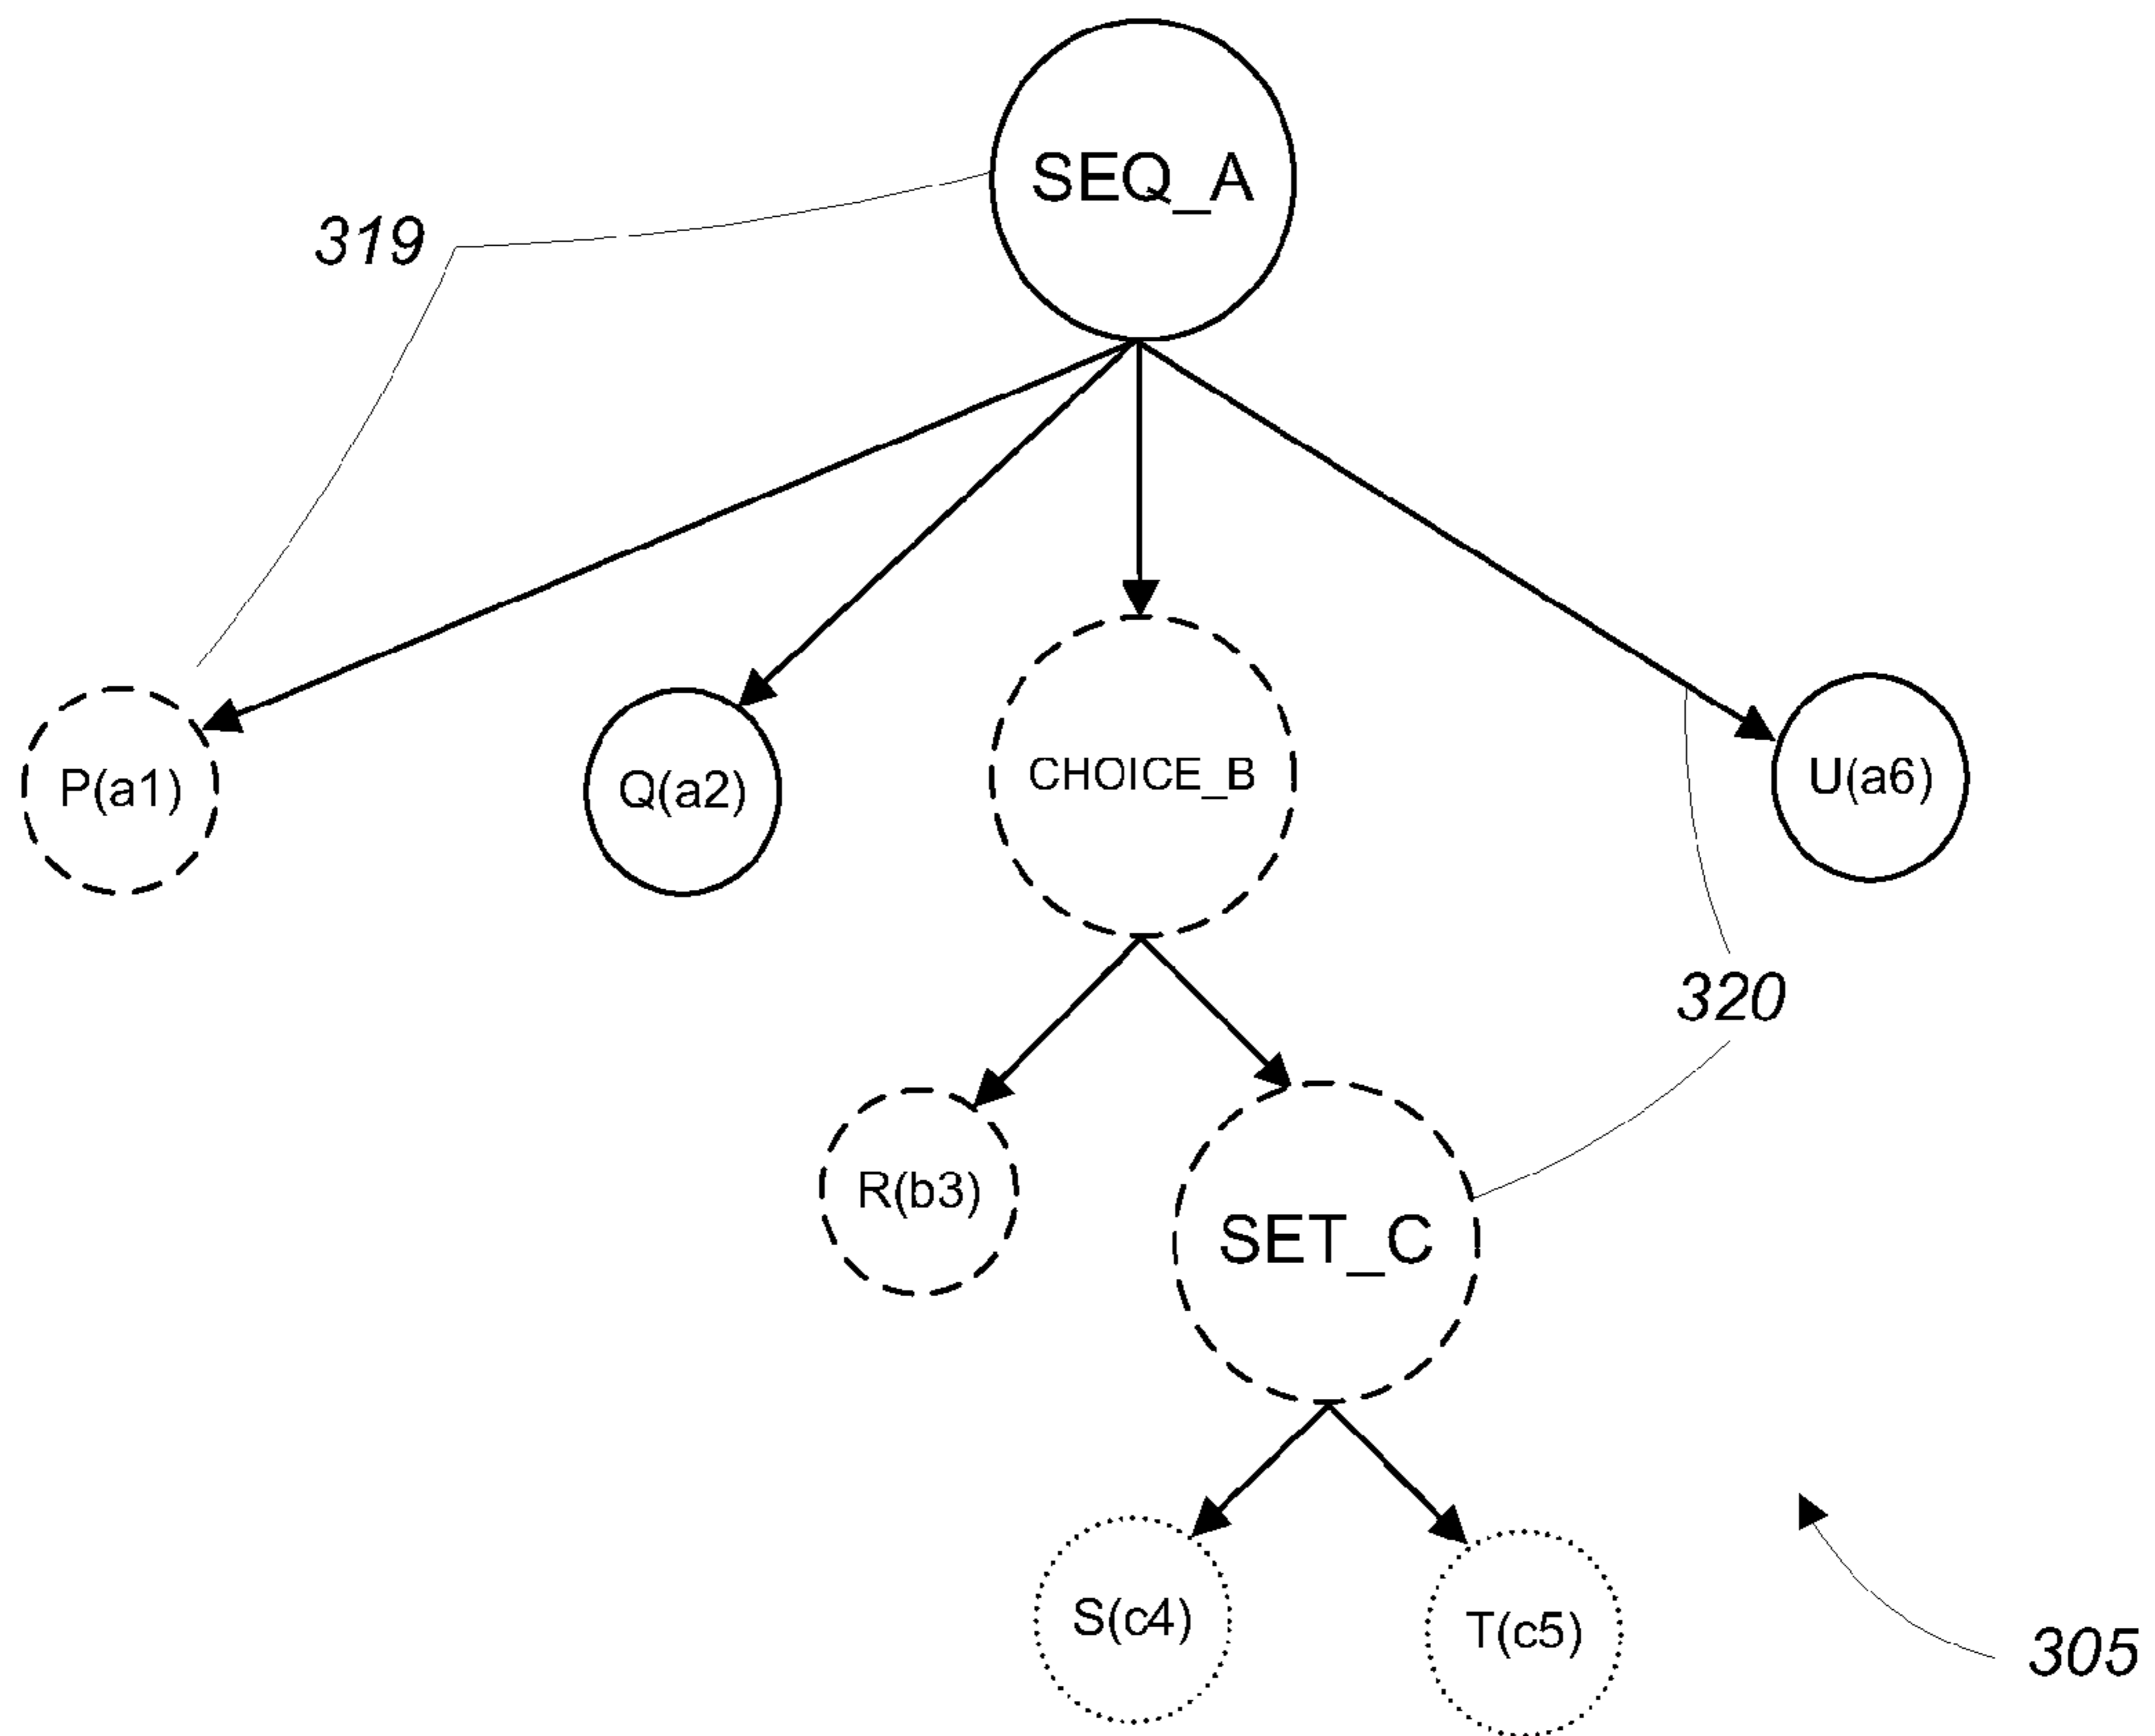 SEQ_A
319
P(a1)
Q(a2)
CHOICE_B
U(a6)
320
R(b3)
SET_C
S(c4)
T(c5)
305